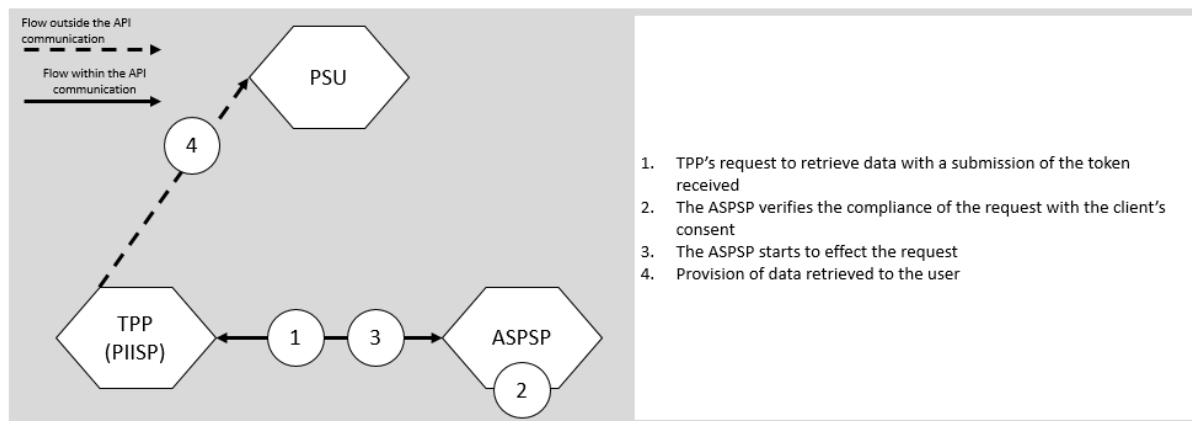 Flow outside the API
communication
Flow within the API
communication
PSU
4
TPP
(PIISP)
1
3
ASPSP
2
1. TPP's request to retrieve data with a submission of the token
received
2. The ASPSP verifies the compliance of the request with the client's
consent
3. The ASPSP starts to effect the request
4. Provision of data retrieved to the user